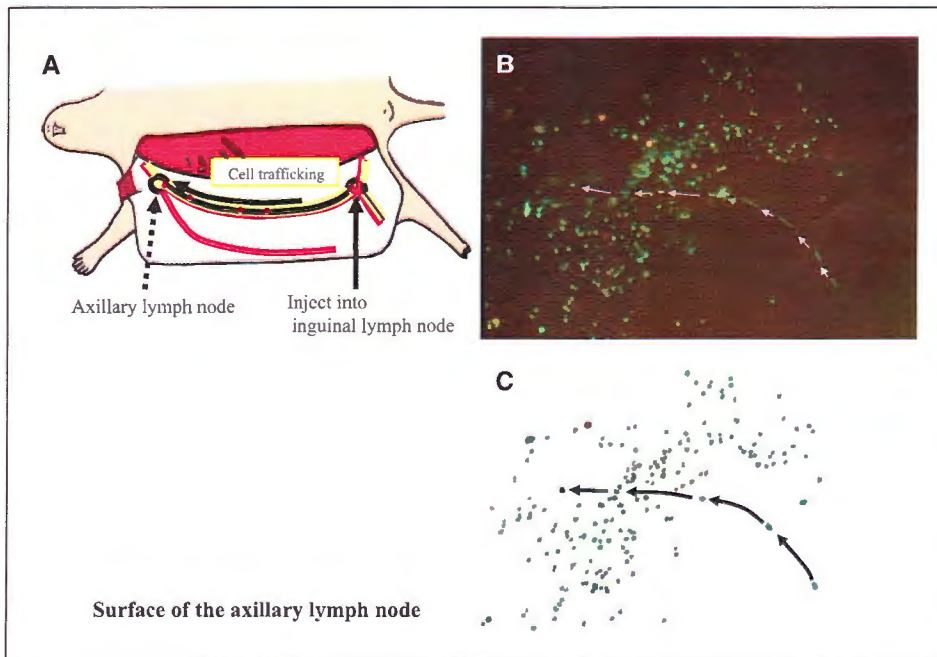 A
Cell trafficking
Axillary lymph node
Inject into
inguinal lymph node
B
C
Surface of the axillary lymph node